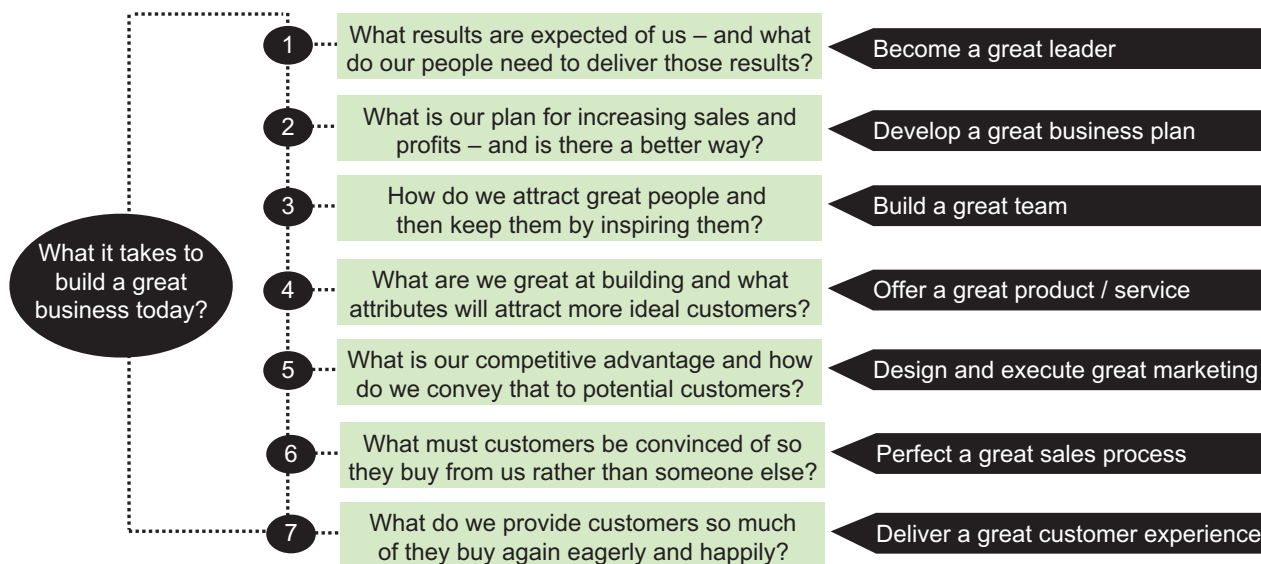 What it takes to
build a great
business today?
1
What results are expected of us – and what
do our people need to deliver those results?
Become a great leader
2
What is our plan for increasing sales and
profits – and is there a better way?
Develop a great business plan
3
How do we attract great people and
then keep them by inspiring them?
Build a great team
4
What are we great at building and what
attributes will attract more ideal customers?
Offer a great product / service
5
What is our competitive advantage and how
do we convey that to potential customers?
Design and execute great marketing
6
What must customers be convinced of so
they buy from us rather than someone else?
Perfect a great sales process
7
What do we provide customers so much
of they buy again eagerly and happily?
Deliver a great customer experience